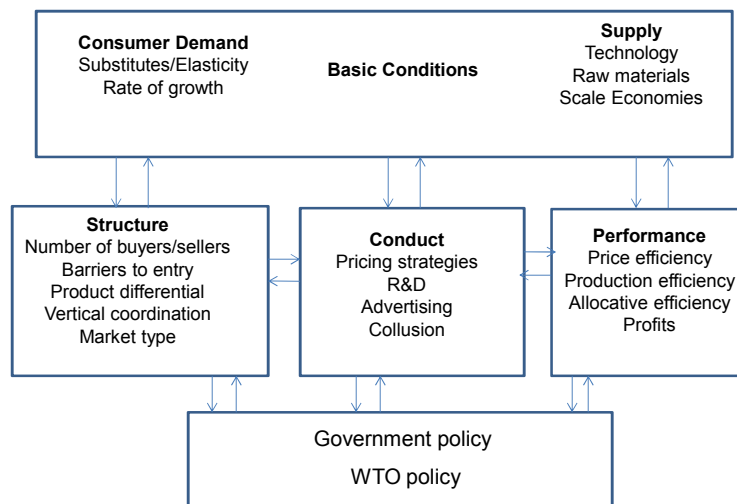 Consumer Demand
Substitutes/Elasticity
Rate of growth
Basic Conditions
Supply
Technology
Raw materials
Scale Economies
Structure
Number of buyers/sellers
Barriers to entry
Product differential
Vertical coordination
Market type
Conduct
Pricing strategies
R&D
Advertising
Collusion
Performance
Price efficiency
Production efficiency
Allocative efficiency
Profits
Government policy
WTO policy